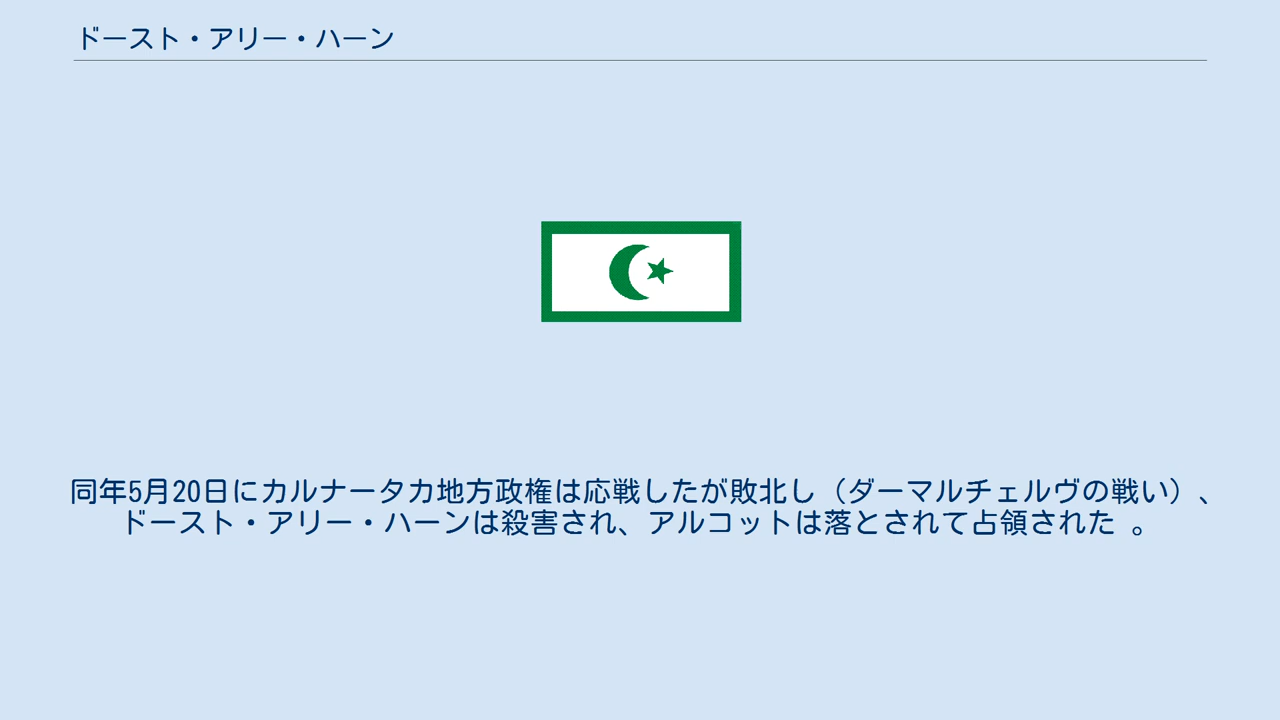 ドースト・アリー・ハーン
同年5月20日にカルナータカ地方政権は応戦したが敗北し（ダーマルチェルヴの戦い）、
ドースト・アリー・ハーンは殺害され、アルコットは落とされて占領された 。